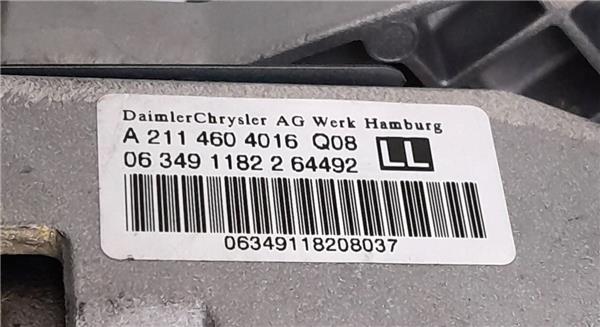 DaimlerChrysler AG Werk Hamburg
A 211 460 4016 Q08
06 349 1182 2 64492 LL
06349118208037